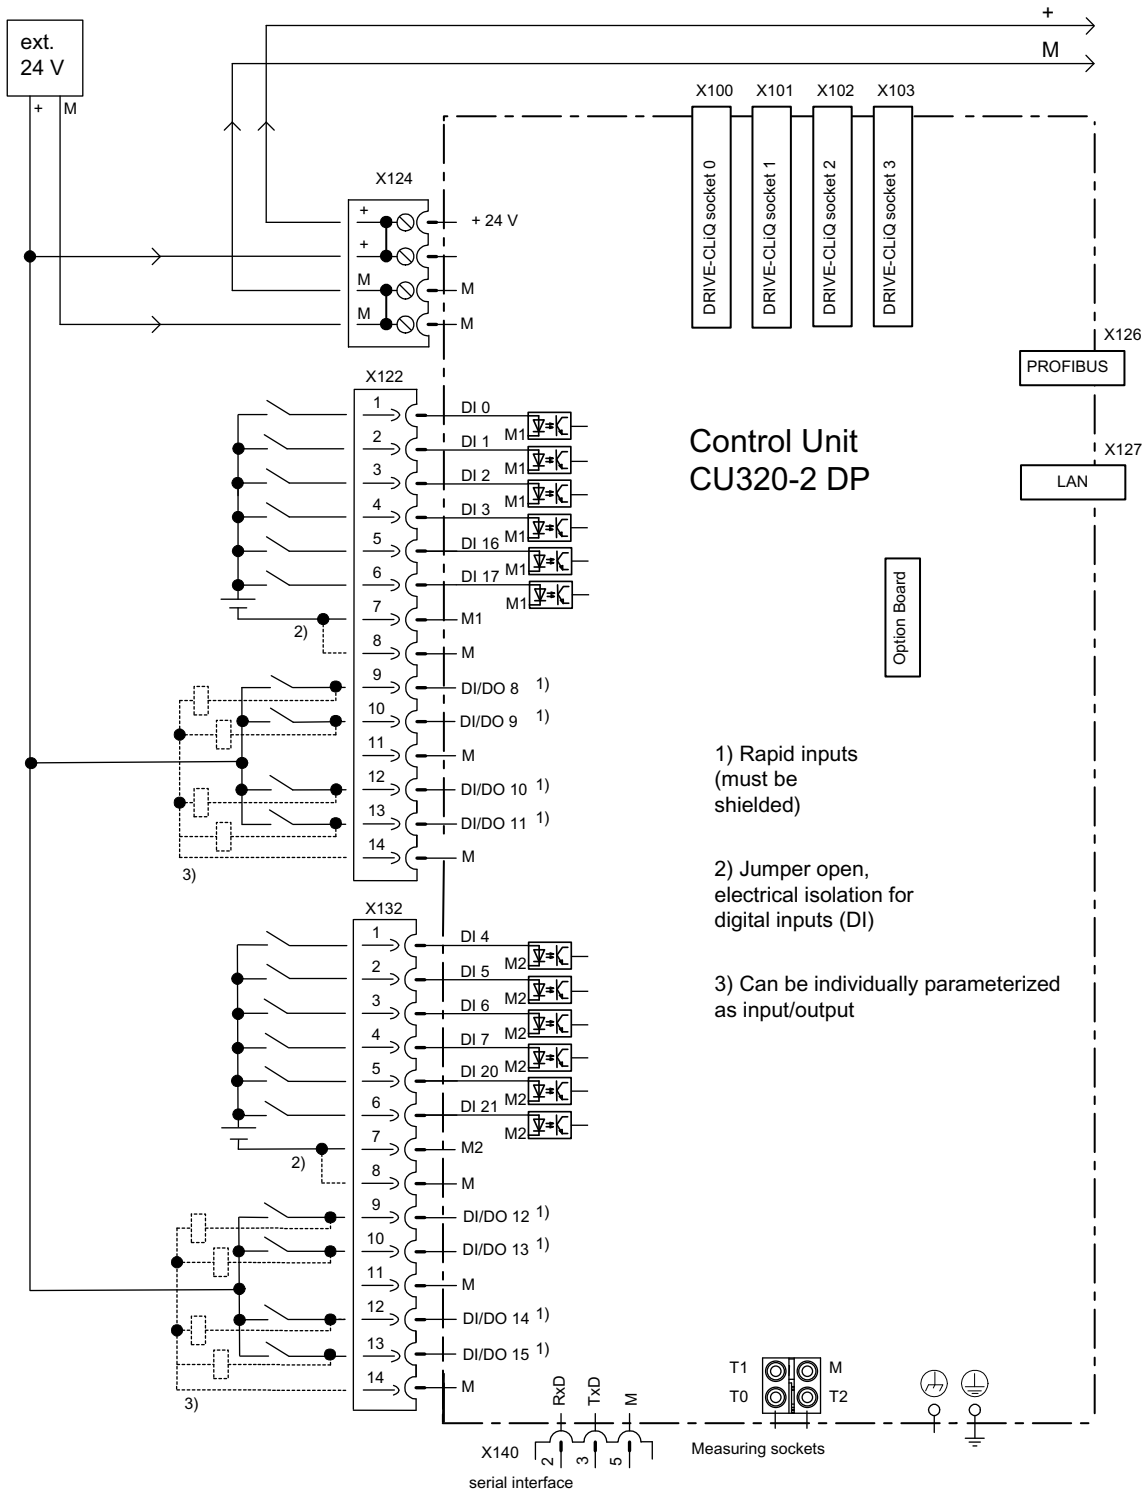 +
M
ext.
24 V
+ M
X100 X101 X102 X103
DRIVE-CLiQ socket 0
DRIVE-CLiQ socket 1
DRIVE-CLiQ socket 2
DRIVE-CLiQ socket 3
X124
+ + 24 V
+
M M
M M
X126
PROFIBUS
X127
LAN
Control Unit
CU320-2 DP
Option Board
X122
1 DI 0 M1
2 DI 1 M1
3 DI 2 M1
4 DI 3 M1
5 DI 16 M1
6 DI 17 M1
7 M1
2)
8 M
9 DI/DO 8 1)
10 DI/DO 9 1)
11 M
12 DI/DO 10 1)
13 DI/DO 11 1)
14 M
3)
1) Rapid inputs
(must be
shielded)
2) Jumper open,
electrical isolation for
digital inputs (DI)
3) Can be individually parameterized
as input/output
X132
1 DI 4 M2
2 DI 5 M2
3 DI 6 M2
4 DI 7 M2
5 DI 20 M2
6 DI 21 M2
7 M2
2)
8 M
9 DI/DO 12 1)
10 DI/DO 13 1)
11 M
12 DI/DO 14 1)
13 DI/DO 15 1)
14 M
3)
RxD
TxD
M
X140
2
3
5
serial interface
T1 M
T0 T2
Measuring sockets